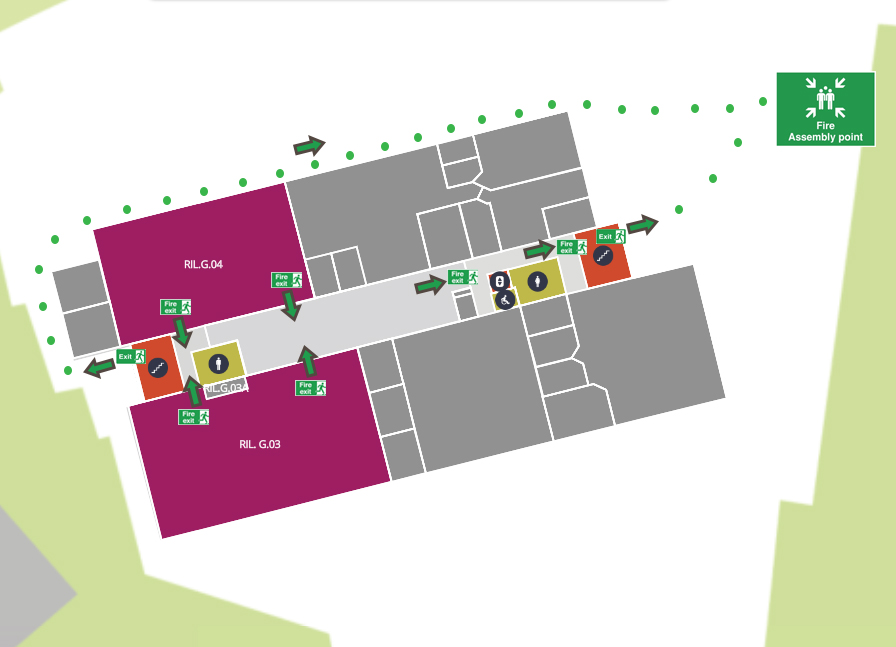 Fire
Assembly point
Exit
Fire
exit
RIL.G.04
Fire
exit
Fire
exit
Fire
exit
Exit
RIL.G.03A
Fire
exit
Fire
exit
RIL. G.03